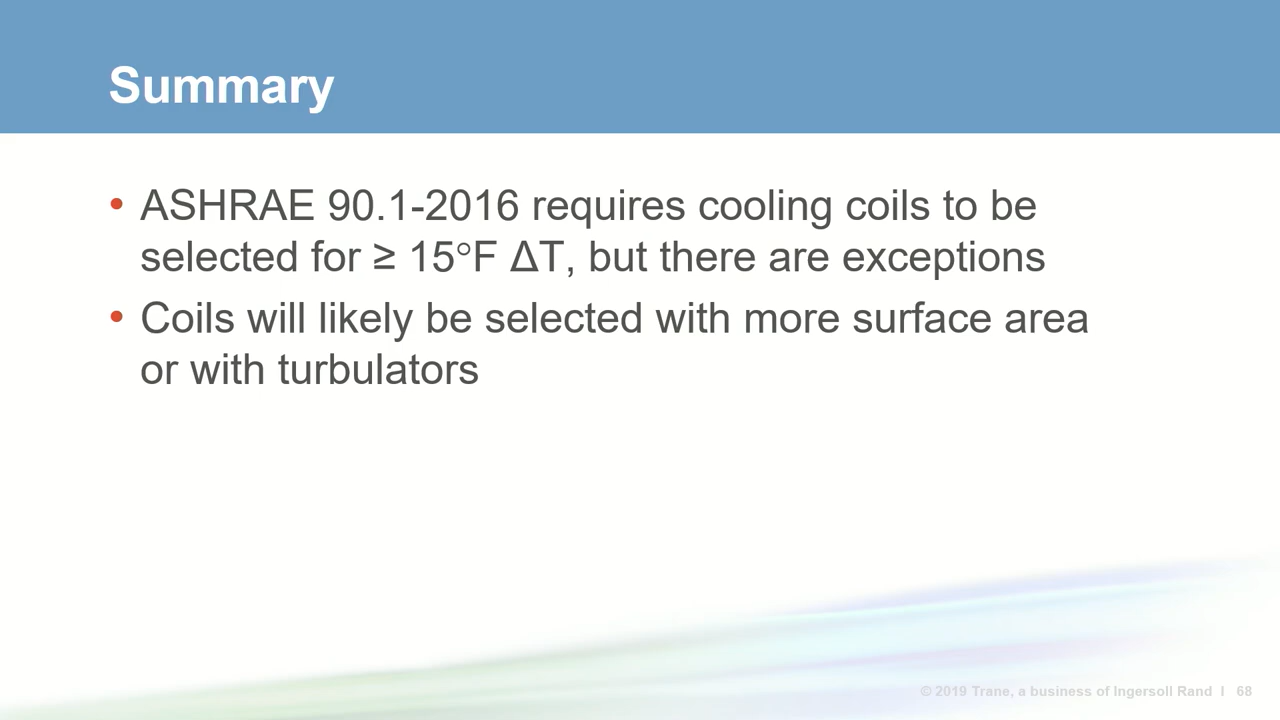 Summary
• ASHRAE 90.1-2016 requires cooling coils to be
selected for ≥ 15°F ΔT, but there are exceptions
• Coils will likely be selected with more surface area
or with turbulators
© 2019 Trane, a business of Ingersoll Rand I 68